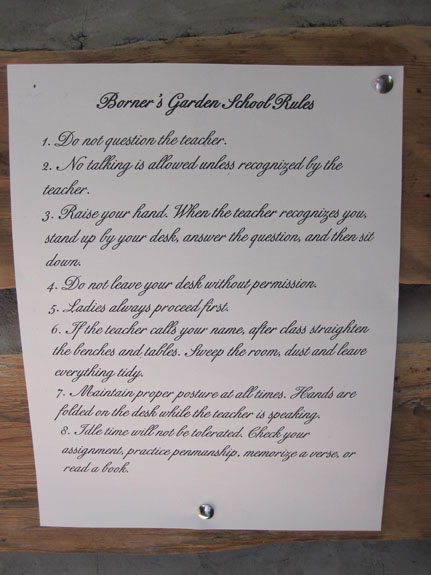 Borner's Garden School Rules
1. Do not question the teacher.
2. No talking is allowed unless recognized by the
teacher.
3. Raise your hand. When the teacher recognizes you,
stand up by your desk, answer the question, and then sit
down.
4. Do not leave your desk without permission.
5. Ladies always proceed first.
6. If the teacher calls your name, after class straighten
the benches and tables. Sweep the room, dust and leave
everything tidy.
7. Maintain proper posture at all times. Hands are
folded on the desk while the teacher is speaking.
8. Idle time will not be tolerated. Check your
assignment, practice penmanship, memorize a verse, or
read a book.